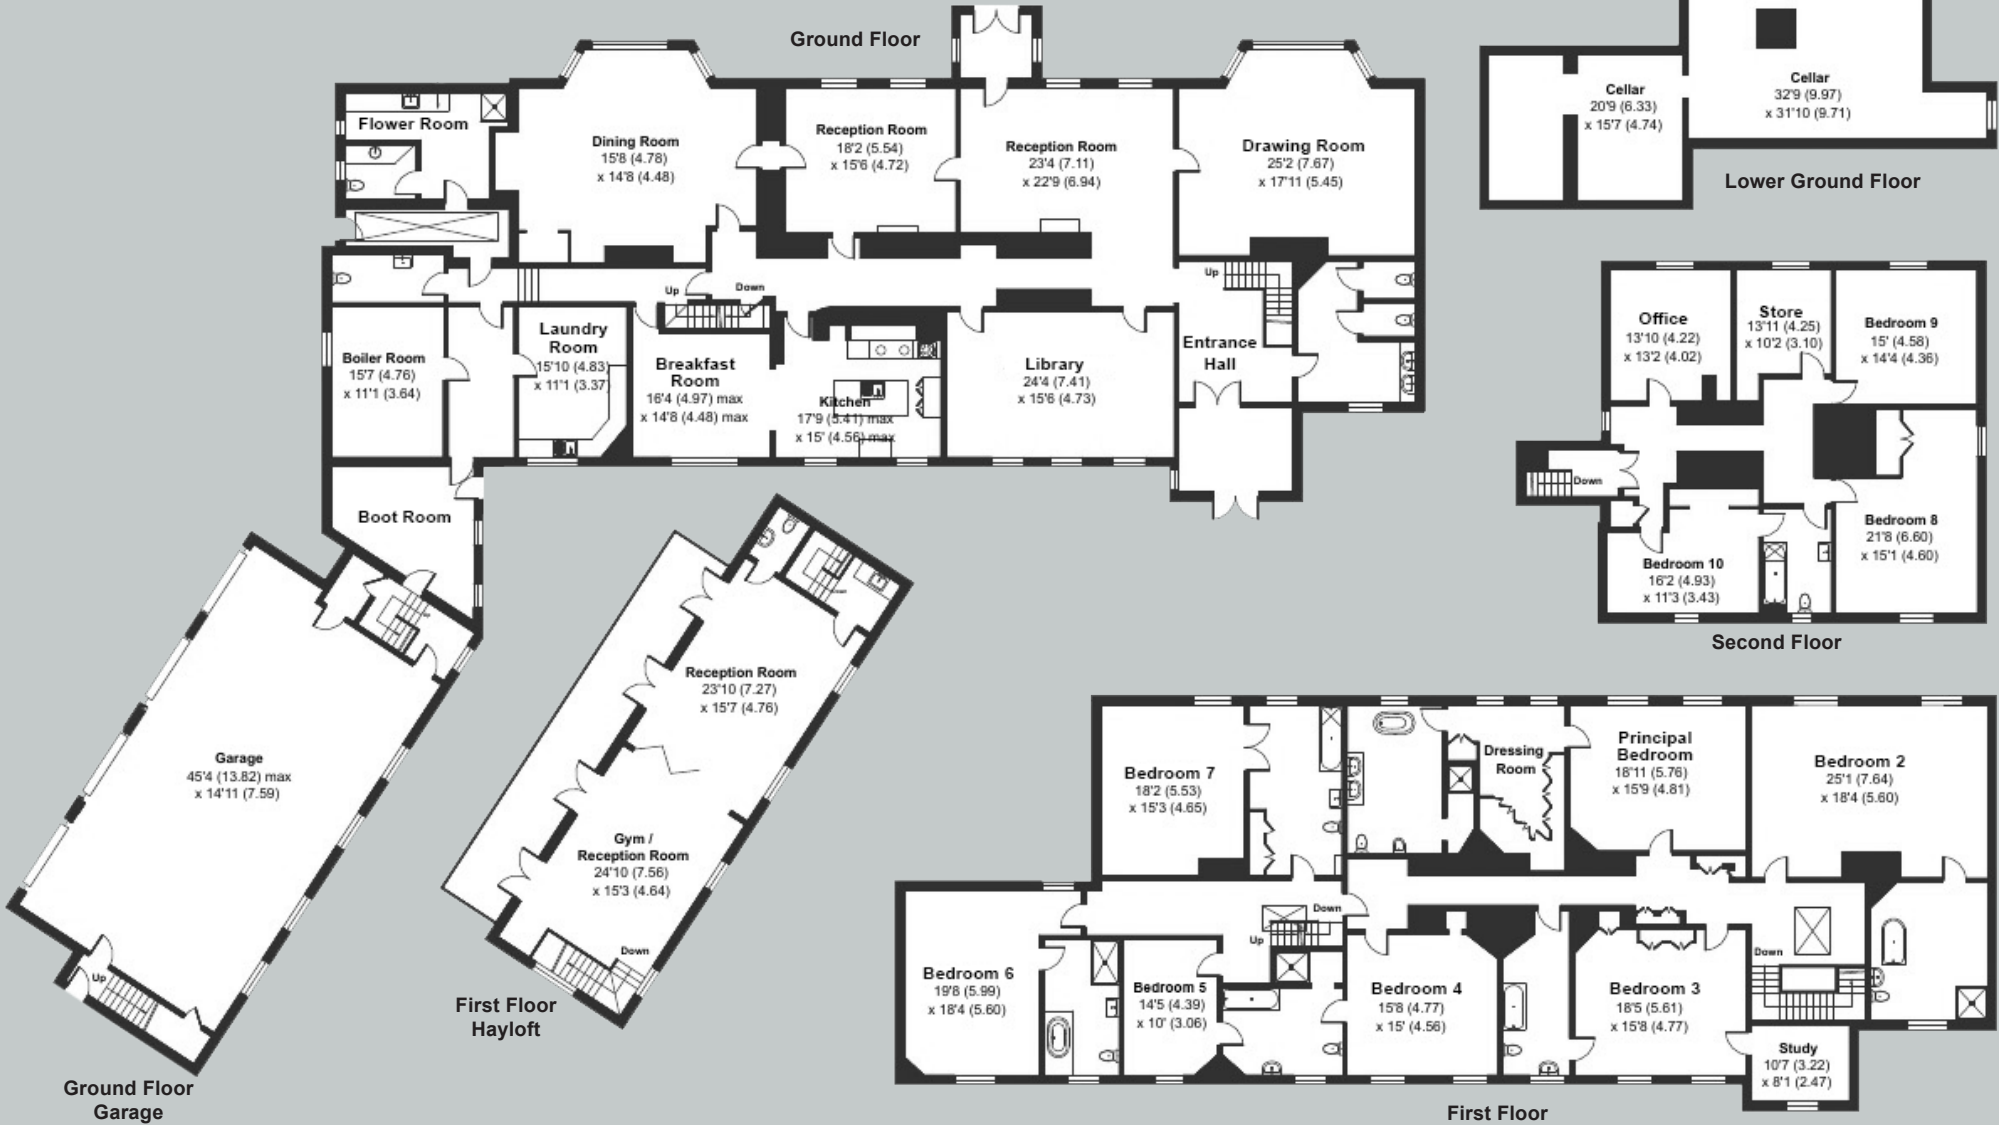 Ground Floor
Flower Room
Dining Room
15'8 (4.78)
x 14'8 (4.48)
Reception Room
18'2 (5.54)
x 15'6 (4.72)
Reception Room
23'4 (7.11)
x 22'9 (6.94)
Drawing Room
25'2 (7.67)
x 17'11 (5.45)
Up
Down
Up
Boiler Room
15'7 (4.76)
x 11'1 (3.64)
Laundry
Room
15'10 (4.83)
x 11'1 (3.37)
Breakfast
Room
16'4 (4.97) max
x 14'8 (4.48) max
Kitchen
17'9 (5.41) max
x 15' (4.56) max
Library
24'4 (7.41)
x 15'6 (4.73)
Entrance
Hall
Boot Room
Cellar
20'9 (6.33)
x 15'7 (4.74)
Cellar
32'9 (9.97)
x 31'10 (9.71)
Lower Ground Floor
Office
13'10 (4.22)
x 13'2 (4.02)
Store
13'11 (4.25)
x 10'2 (3.10)
Bedroom 9
15' (4.58)
x 14'4 (4.36)
Down
Bedroom 8
21'8 (6.60)
x 15'1 (4.60)
Bedroom 10
16'2 (4.93)
x 11'3 (3.43)
Second Floor
Garage
45'4 (13.82) max
x 14'11 (7.59)
Up
Up
Ground Floor
Garage
Down
Reception Room
23'10 (7.27)
x 15'7 (4.76)
Gym /
Reception Room
24'10 (7.56)
x 15'3 (4.64)
Down
First Floor
Hayloft
Bedroom 7
18'2 (5.53)
x 15'3 (4.65)
Dressing
Room
Principal
Bedroom
18'11 (5.76)
x 15'9 (4.81)
Bedroom 2
25'1 (7.64)
x 18'4 (5.60)
Down
Up
Down
Bedroom 6
19'8 (5.99)
x 18'4 (5.60)
Bedroom 5
14'5 (4.39)
x 10' (3.06)
Bedroom 4
15'8 (4.77)
x 15' (4.56)
Bedroom 3
18'5 (5.61)
x 15'8 (4.77)
Study
10'7 (3.22)
x 8'1 (2.47)
First Floor